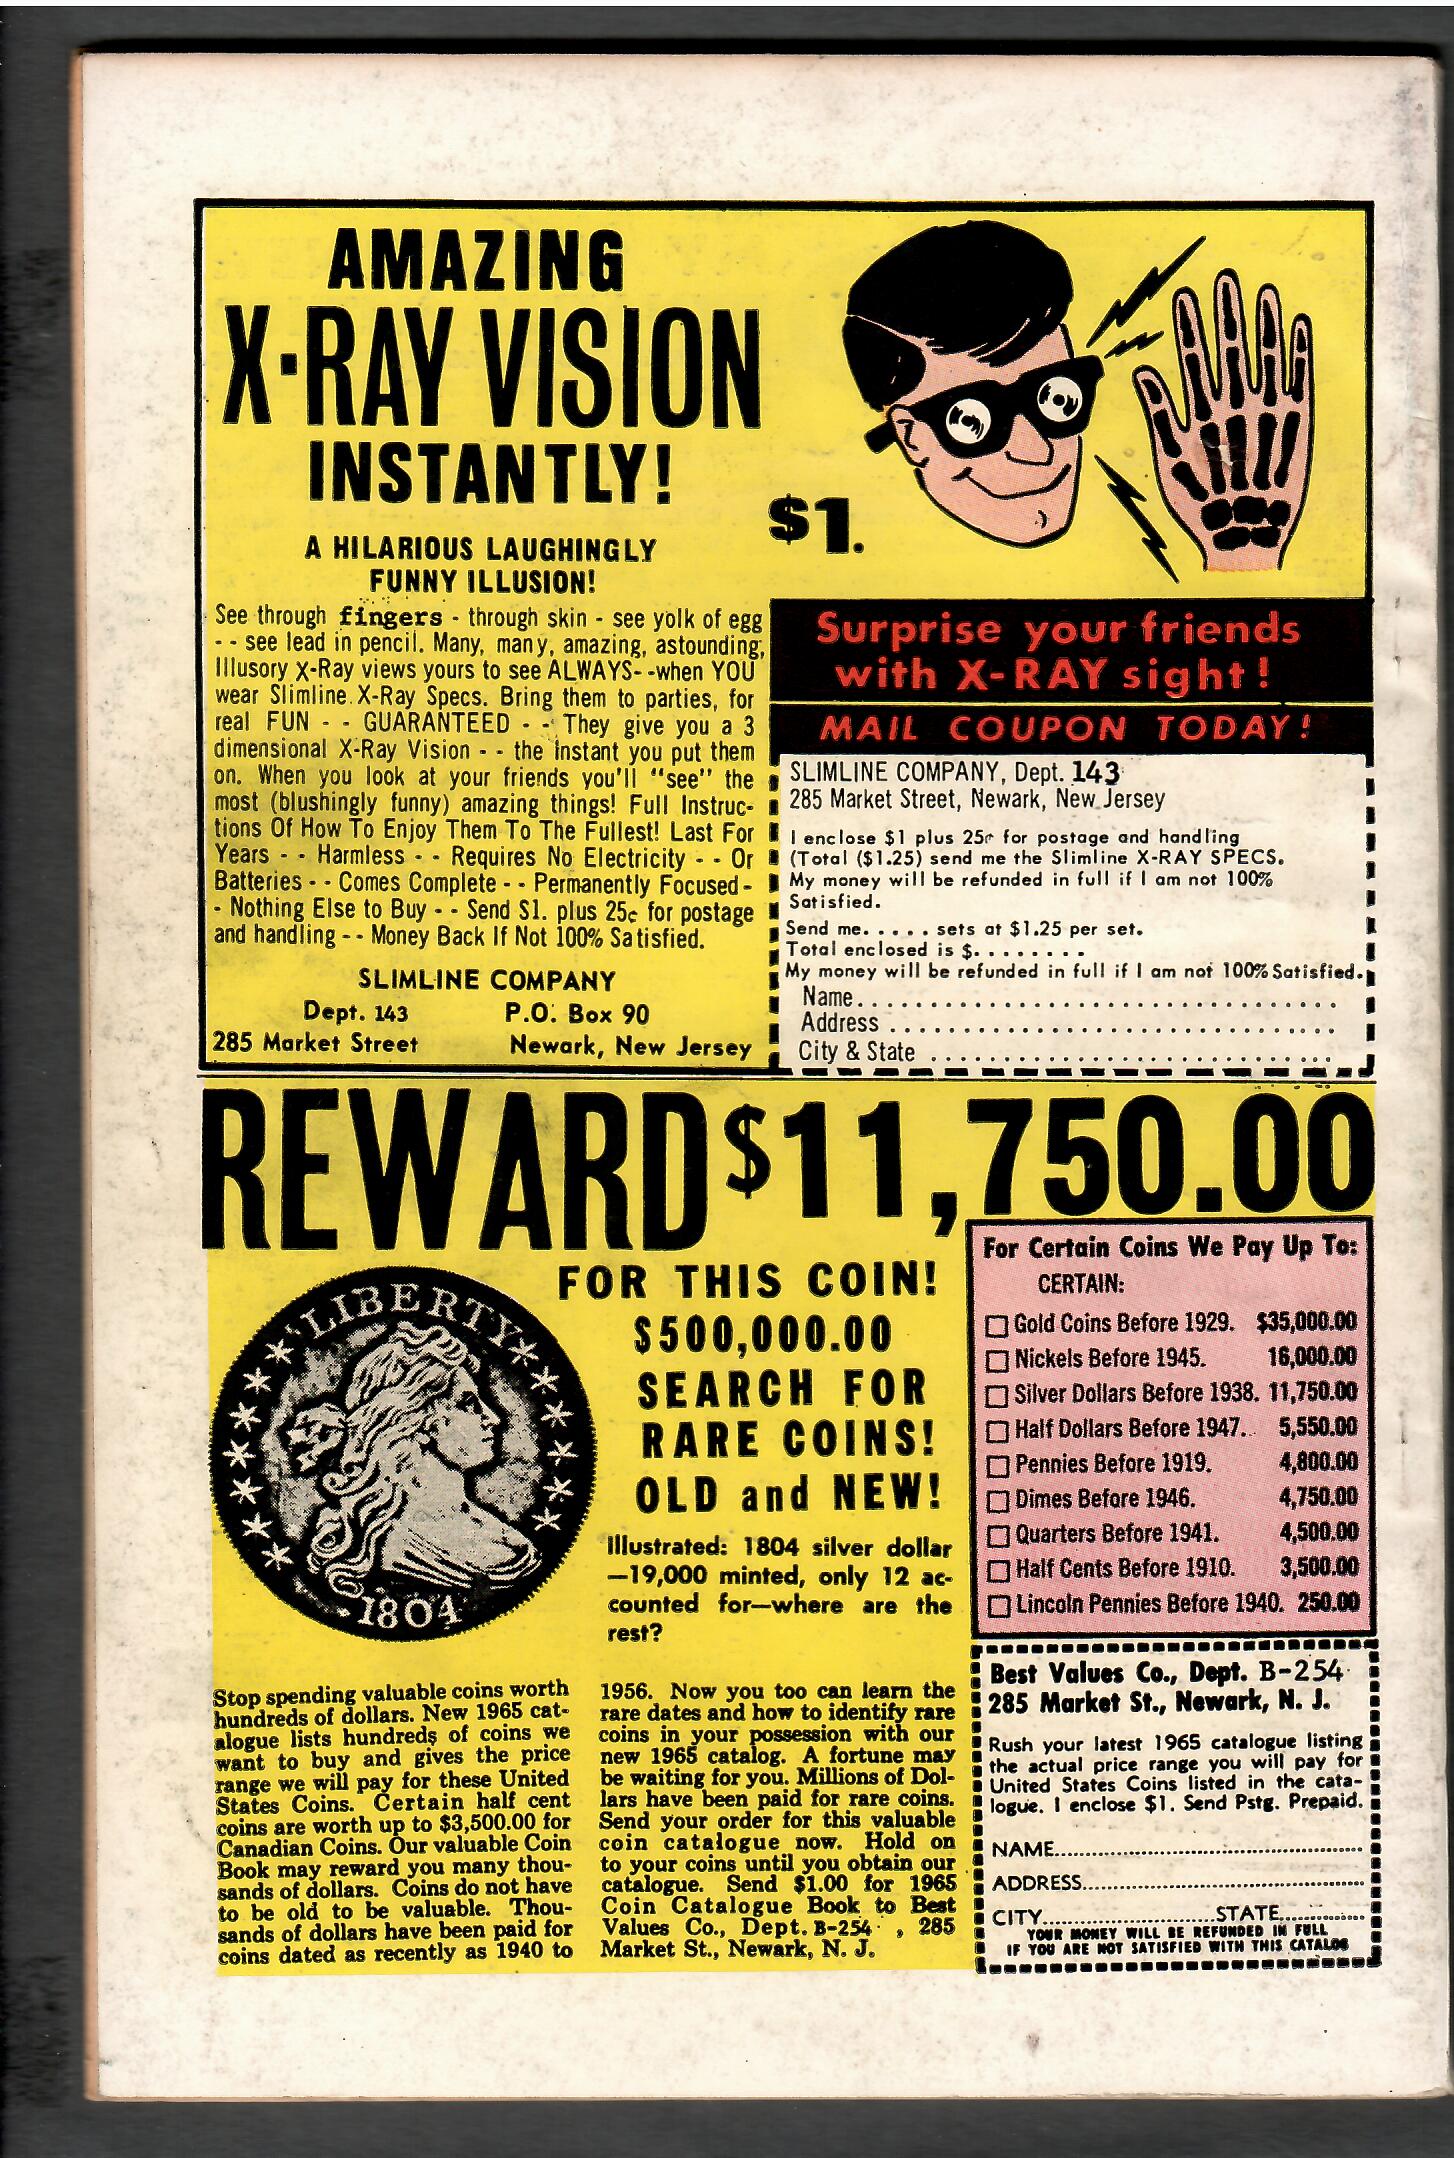 AMAZING
X-RAY VISION
INSTANTLY!
$1.
A HILARIOUS LAUGHINGLY
FUNNY ILLUSION!
See through fingers - through skin - see yolk of egg
- - see lead in pencil. Many, many, amazing, astounding,
Illusory X-Ray views yours to see ALWAYS- -when YOU
wear Slimline X-Ray Specs. Bring them to parties, for
real FUN - - GUARANTEED - - They give you a 3
dimensional X-Ray Vision - - the instant you put them
on. When you look at your friends you'll "see" the
most (blushingly funny) amazing things! Full Instruc-
tions Of How To Enjoy Them To The Fullest! Last For
Years - - Harmless - - Requires No Electricity - - Or
Batteries - - Comes Complete - - Permanently Focused -
- Nothing Else to Buy - - Send $1. plus 25c for postage
and handling - - Money Back If Not 100% Satisfied.
SLIMLINE COMPANY
Dept. 143 P.O. Box 90
285 Market Street Newark, New Jersey
Surprise your friends
with X-RAY sight!
MAIL COUPON TODAY!
SLIMLINE COMPANY, Dept. 143
285 Market Street, Newark, New Jersey
I enclose $1 plus 25c for postage and handling
(Total ($1.25) send me the Slimline X-RAY SPECS.
My money will be refunded in full if I am not 100%
Satisfied.
Send me..... sets at $1.25 per set.
Total enclosed is $........
My money will be refunded in full if I am not 100% Satisfied.
Name................................
Address ..............................
City & State ...........................
REWARD $11,750.00
FOR THIS COIN!
$500,000.00
SEARCH FOR
RARE COINS!
OLD and NEW!
LIBERTY
1804
Illustrated: 1804 silver dollar
—19,000 minted, only 12 ac-
counted for—where are the
rest?
Stop spending valuable coins worth
hundreds of dollars. New 1965 cat-
alogue lists hundreds of coins we
want to buy and gives the price
range we will pay for these United
States Coins. Certain half cent
coins are worth up to $3,500.00 for
Canadian Coins. Our valuable Coin
Book may reward you many thou-
sands of dollars. Coins do not have
to be old to be valuable. Thou-
sands of dollars have been paid for
coins dated as recently as 1940 to
1956. Now you too can learn the
rare dates and how to identify rare
coins in your possession with our
new 1965 catalog. A fortune may
be waiting for you. Millions of Dol-
lars have been paid for rare coins.
Send your order for this valuable
coin catalogue now. Hold on
to your coins until you obtain our
catalogue. Send $1.00 for 1965
Coin Catalogue Book to Best
Values Co., Dept. B-254 , 285
Market St., Newark, N. J.
For Certain Coins We Pay Up To:
CERTAIN:
Gold Coins Before 1929. $35,000.00
Nickels Before 1945. 16,000.00
Silver Dollars Before 1938. 11,750.00
Half Dollars Before 1947. 5,550.00
Pennies Before 1919. 4,800.00
Dimes Before 1946. 4,750.00
Quarters Before 1941. 4,500.00
Half Cents Before 1910. 3,500.00
Lincoln Pennies Before 1940. 250.00
Best Values Co., Dept. B-254
285 Market St., Newark, N. J.
Rush your latest 1965 catalogue listing
the actual price range you will pay for
United States Coins listed in the cata-
logue. I enclose $1. Send Pstg. Prepaid.
NAME..................................................
ADDRESS.............................................
CITY..............................STATE..............
YOUR MONEY WILL BE REFUNDED IN FULL
IF YOU ARE NOT SATISFIED WITH THIS CATALOG